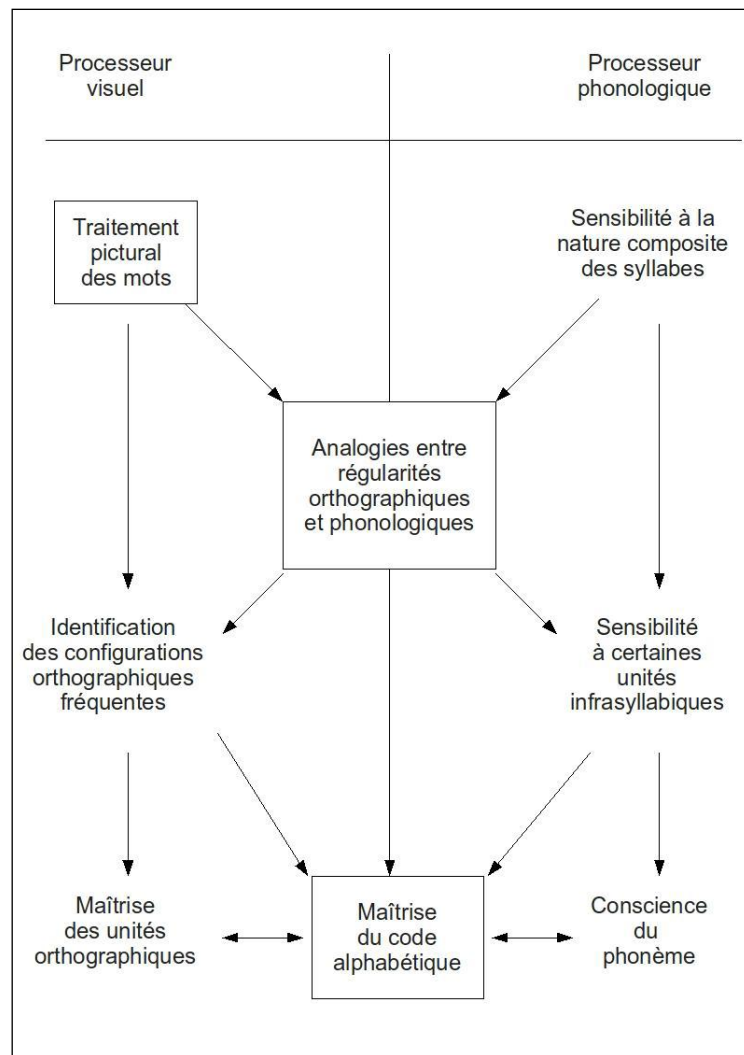 Processeur
visuel
Processeur
phonologique
Traitement
pictural
des mots
Sensibilité à la
nature composite
des syllabes
Analogies entre
régularités
orthographiques
et phonologiques
Identification
des configurations
orthographiques
fréquentes
Sensibilité
à certaines
unités
infrasyllabiques
Maîtrise
des unités
orthographiques
Maîtrise
du code
alphabétique
Conscience
du
phonème